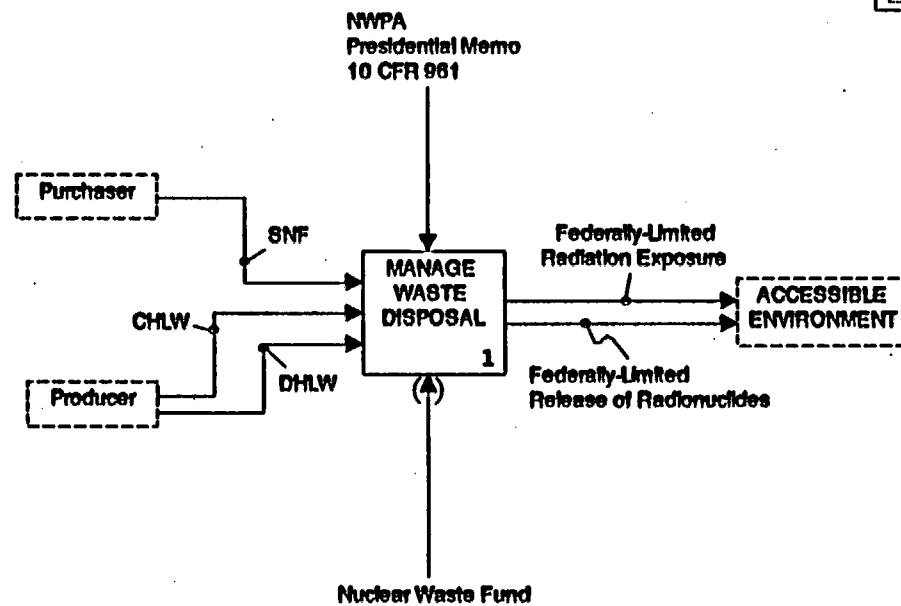 NWPA
Presidential Memo
10 CFR 961
Purchaser
SNF
MANAGE
WASTE
DISPOSAL
1
Federally-Limited
Radiation Exposure
ACCESSIBLE
ENVIRONMENT
CHLW
DHLW
Producer
Federally-Limited
Release of Radionuclides
Nuclear Waste Fund